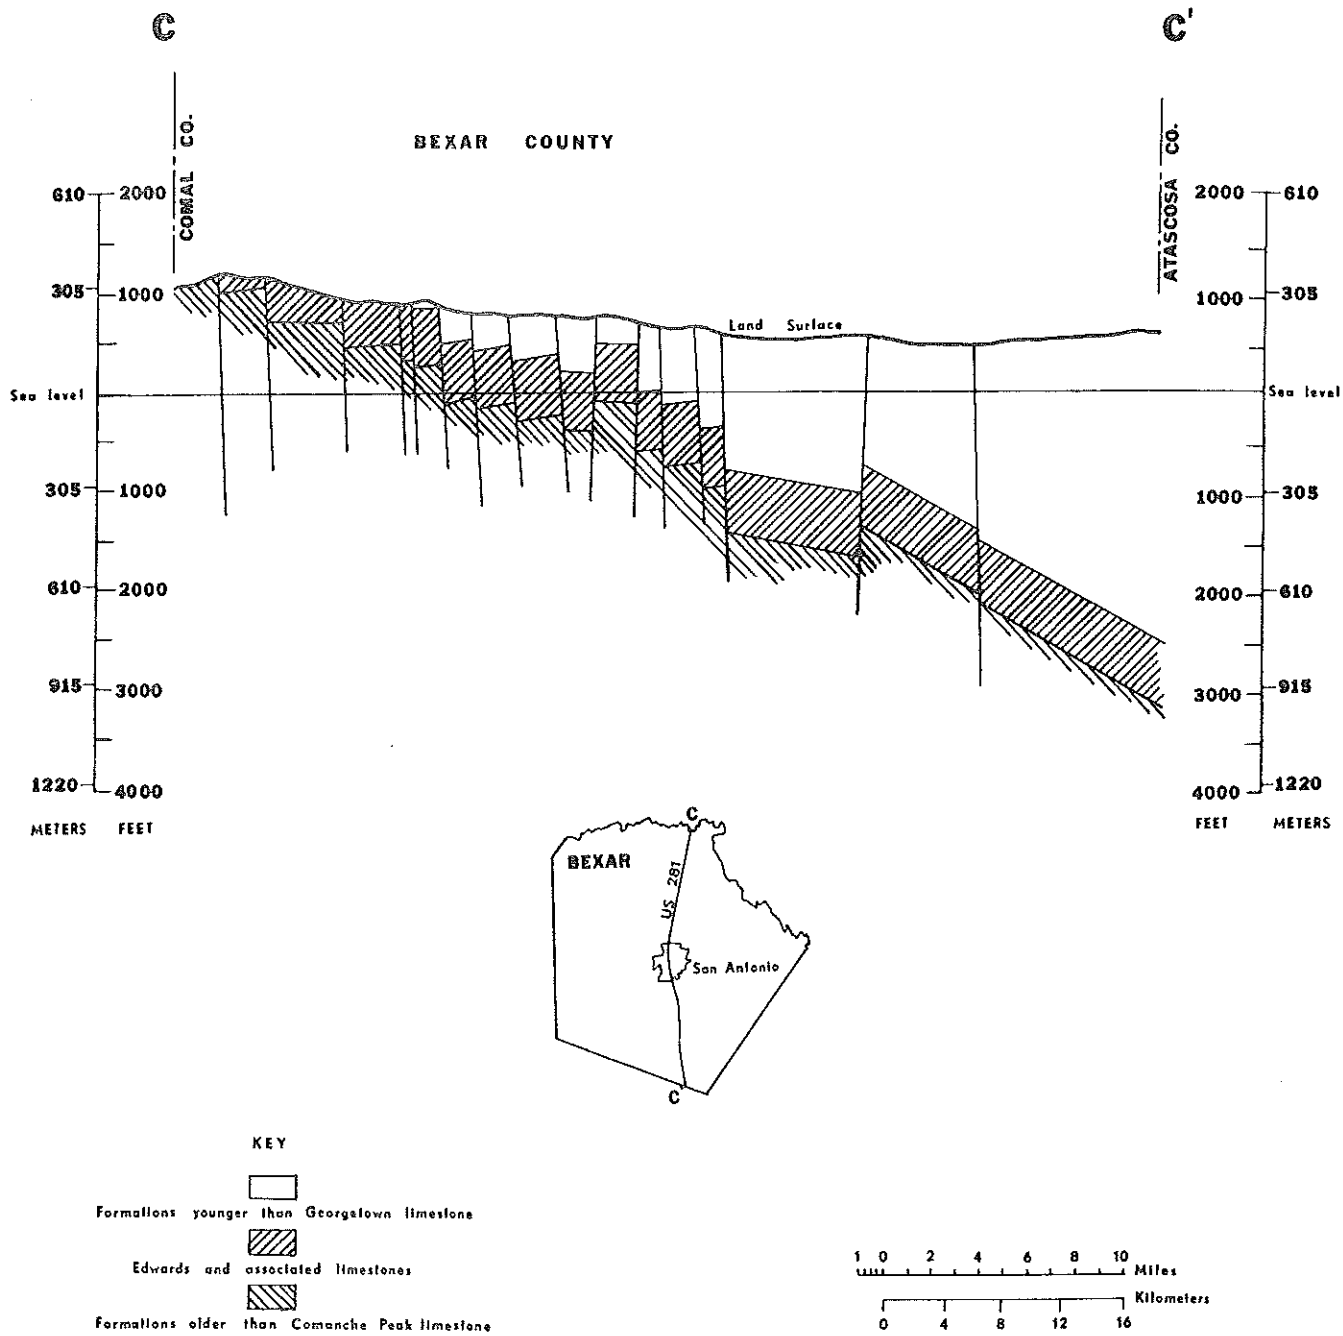 C C'
COMAL CO.
BEXAR COUNTY
ATASCOSA CO.
610 2000 2000 610
305 1000 1000 305
Land Surface
Sea level Sea level
305 1000 1000 305
610 2000 2000 610
915 3000 3000 915
1220 4000 4000 1220
METERS FEET FEET METERS
C
BEXAR
US 281
San Antonio
C
KEY
Formations younger than Georgetown limestone
Edwards and associated limestones
Formations older than Comanche Peak limestone
1 0 2 4 6 8 10
Miles
Kilometers
0 4 8 12 16